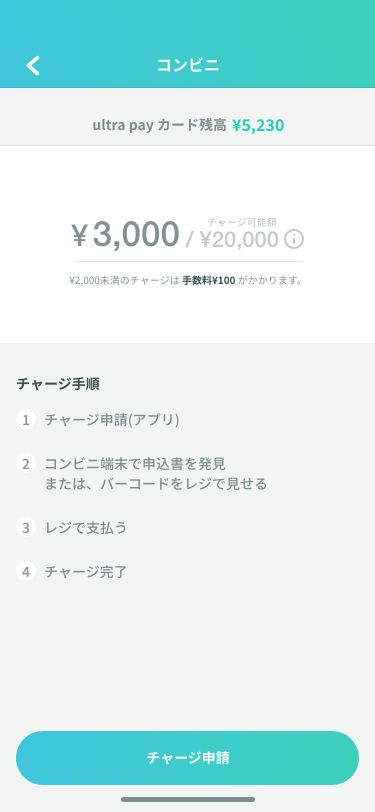 コンビニ
ultra pay カード残高 ¥5,230
チャージ可能額
¥3,000 / ¥20,000
¥2,000未満のチャージは 手数料¥100 がかかります。
チャージ手順
1 チャージ申請(アプリ)
2 コンビニ端末で申込書を発見
または、バーコードをレジで見せる
3 レジで支払う
4 チャージ完了
チャージ申請